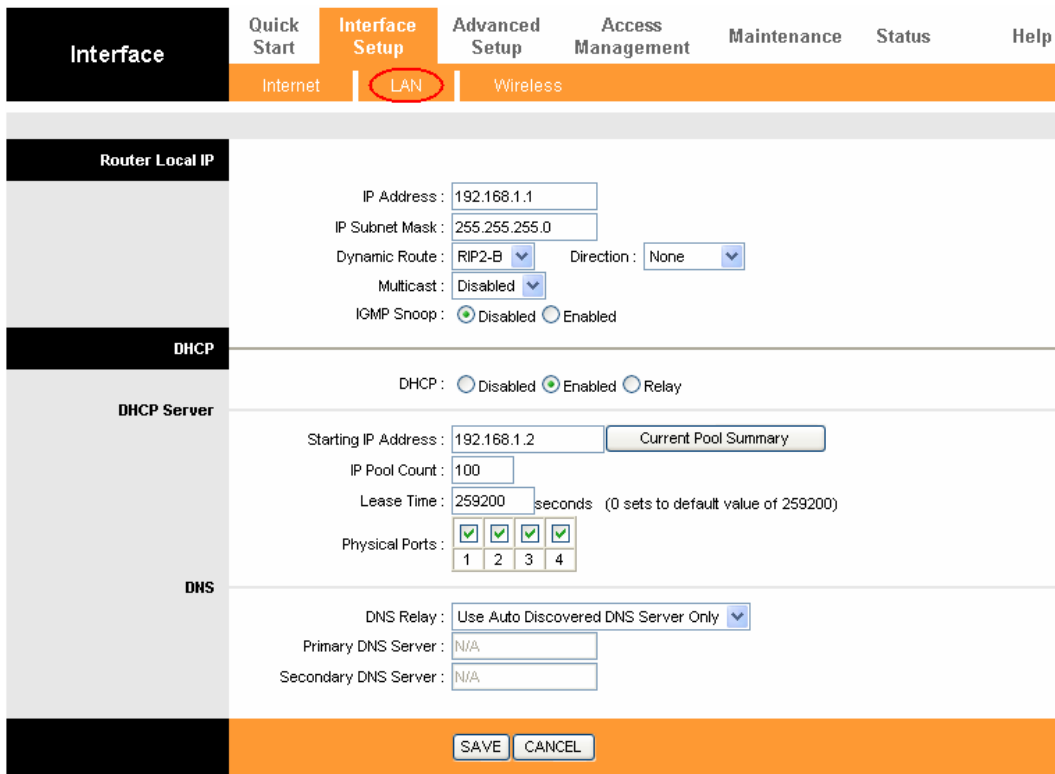 Interface
Quick Start
Interface Setup
Advanced Setup
Access Management
Maintenance
Status
Help
Internet
LAN
Wireless
Router Local IP
IP Address : 192.168.1.1
IP Subnet Mask : 255.255.255.0
Dynamic Route : RIP2-B Direction : None
Multicast : Disabled
IGMP Snoop : Disabled Enabled
DHCP
DHCP : Disabled Enabled Relay
DHCP Server
Starting IP Address : 192.168.1.2 Current Pool Summary
IP Pool Count : 100
Lease Time : 259200 seconds (0 sets to default value of 259200)
Physical Ports :
1 2 3 4
DNS
DNS Relay : Use Auto Discovered DNS Server Only
Primary DNS Server : N/A
Secondary DNS Server : N/A
SAVE CANCEL